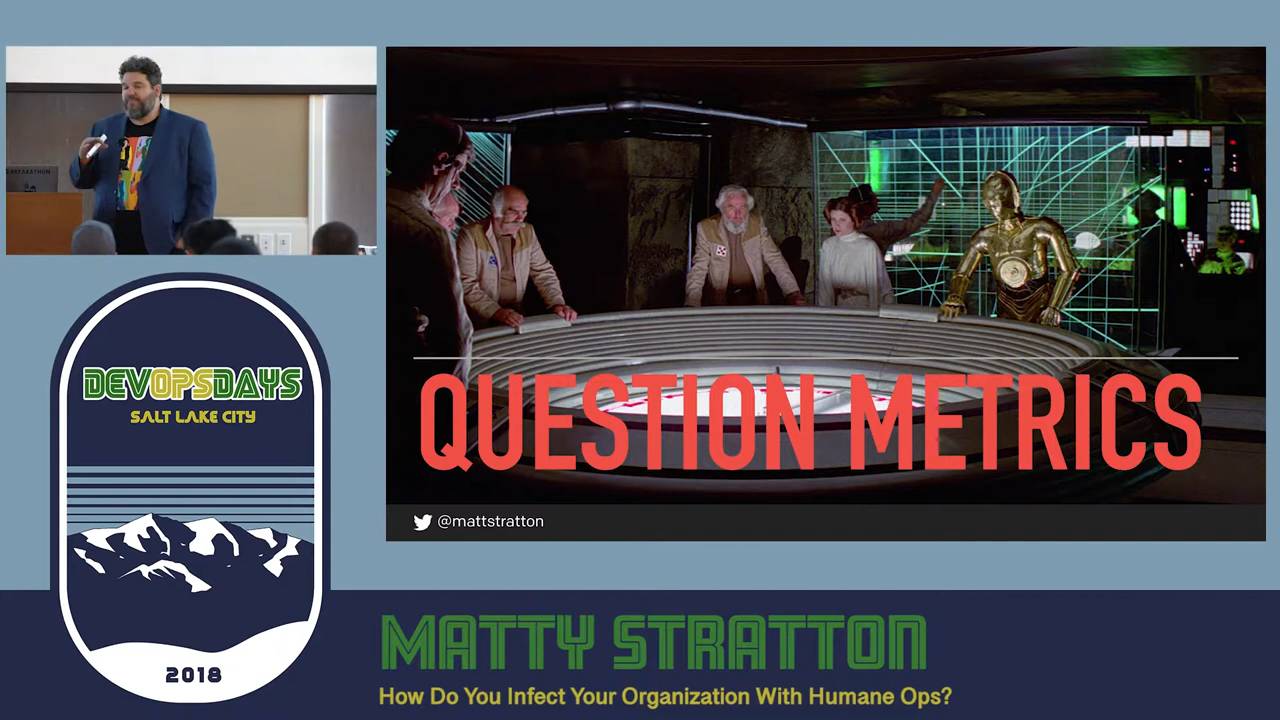 DEVOPSDAYS
SALT LAKE CITY
2018
QUESTION METRICS
@mattstratton
MATTY STRATTON
How Do You Infect Your Organization With Humane Ops?